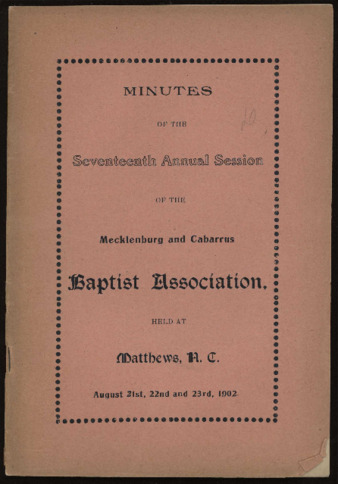 MINUTES
OF THE
Seventeenth Annual Session
OF THE
Mecklenburg and Cabarrus
Baptist Association,
HELD AT
Matthews, N. C.
August 21st, 22nd and 23rd, 1902.